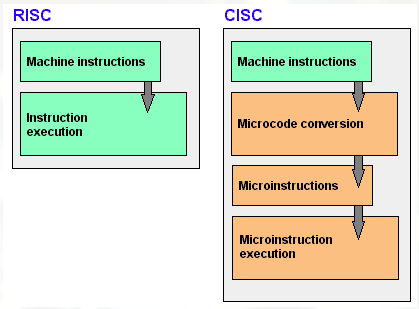 RISC
Machine instructions
Instruction
execution
CISC
Machine instructions
Microcode conversion
Microinstructions
Microinstruction
execution